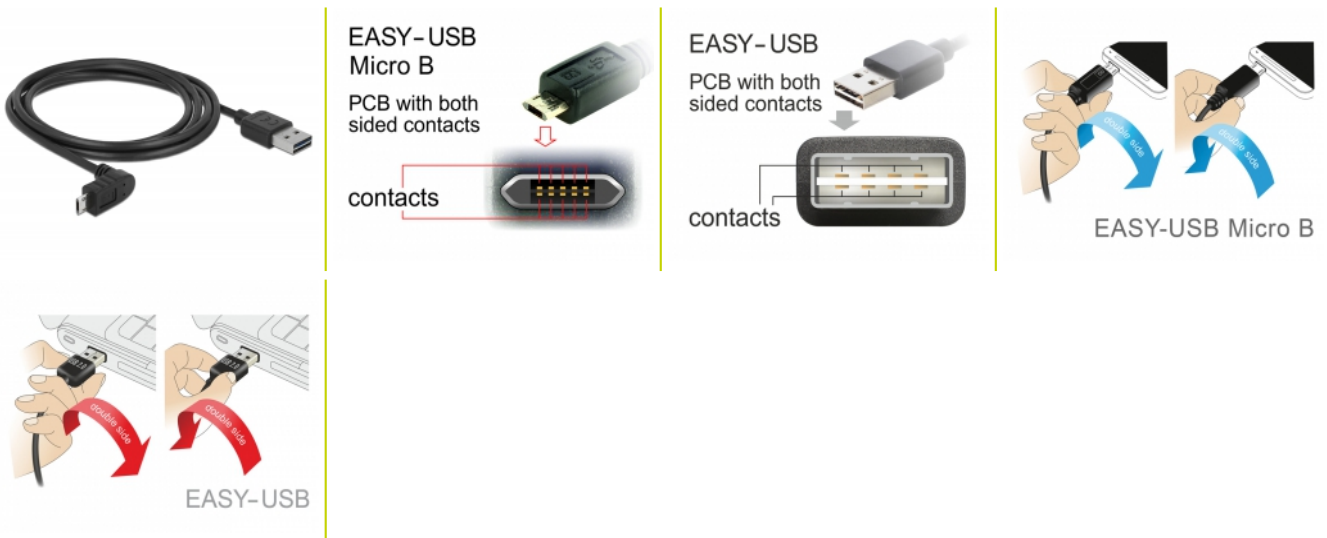 EASY-USB
Micro B
PCB with both
sided contacts
contacts
EASY-USB
PCB with both
sided contacts
contacts
double side
double side
EASY-USB Micro B
double side
double side
EASY-USB